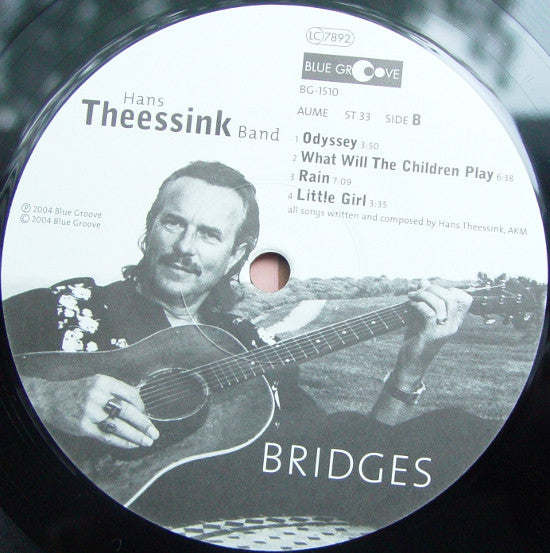 LC 7892
BLUE GROOVE
BG-1510
AUME ST 33 SIDE B
Hans
Theessink Band
1 Odyssey 3:50
2 What Will The Children Play 6:38
3 Rain 7:09
4 Little Girl 3:35
all songs written and composed by Hans Theessink, AKM
℗ 2004 Blue Groove
© 2004 Blue Groove
BRIDGES